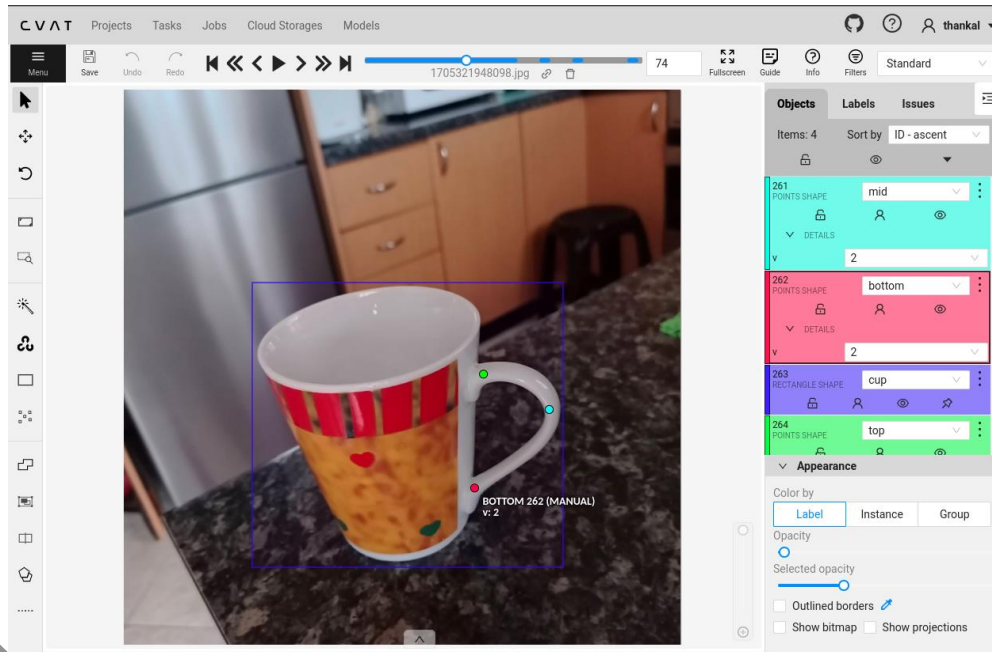 CVAT Projects Tasks Jobs Cloud Storages Models thankal
Menu Save Undo Redo 1705321948098.jpg 74 Fullscreen Guide Info Filters Standard
Objects Labels Issues
Items: 4 Sort by ID - ascent
261 mid
POINTS SHAPE
DETAILS
v 2
262 bottom
POINTS SHAPE
DETAILS
v 2
263 cup
RECTANGLE SHAPE
264 top
POINTS SHAPE
BOTTOM 262 (MANUAL)
v: 2
Appearance
Color by
Label Instance Group
Opacity
Selected opacity
Outlined borders
Show bitmap Show projections